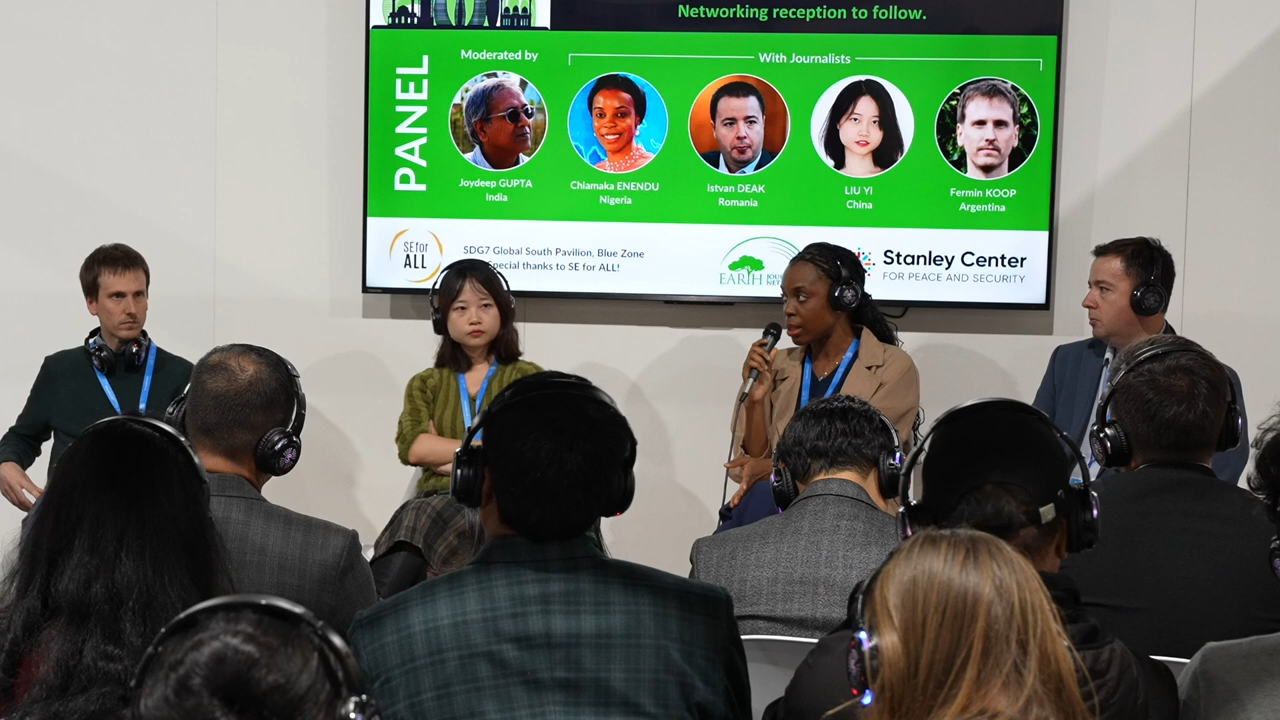 Networking reception to follow.
PANEL
Moderated by
With Journalists
Joydeep GUPTA
India
Chiamaka ENENDU
Nigeria
Istvan DEAK
Romania
LIU YI
China
Fermin KOOP
Argentina
SE for
ALL
SDG7 Global South Pavilion, Blue Zone
Special thanks to SE for ALL!
EARTH
Stanley Center
FOR PEACE AND SECURITY